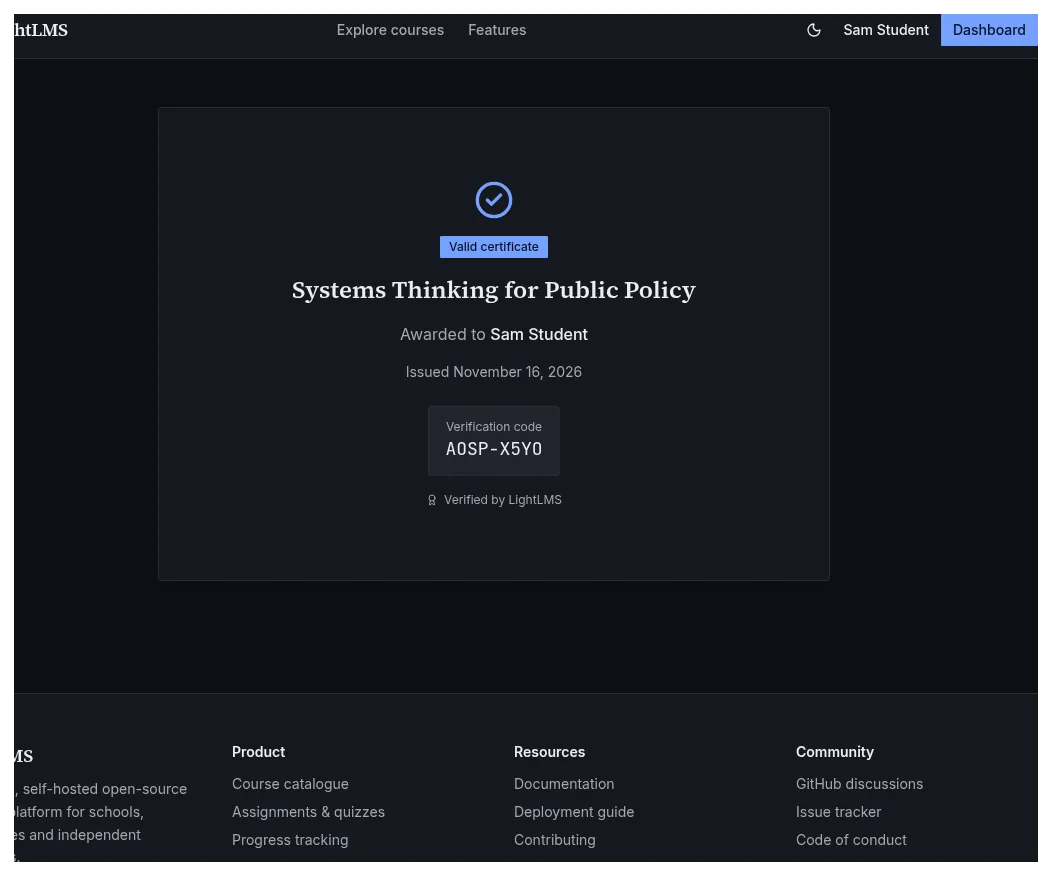 htLMS
Explore courses
Features
Sam Student
Dashboard
Valid certificate
Systems Thinking for Public Policy
Awarded to Sam Student
Issued November 16, 2026
Verification code
AOSP-X5YO
Verified by LightLMS
MS
, self-hosted open-source
platform for schools,
es and independent
s.
Product
Course catalogue
Assignments & quizzes
Progress tracking
Resources
Documentation
Deployment guide
Contributing
Community
GitHub discussions
Issue tracker
Code of conduct